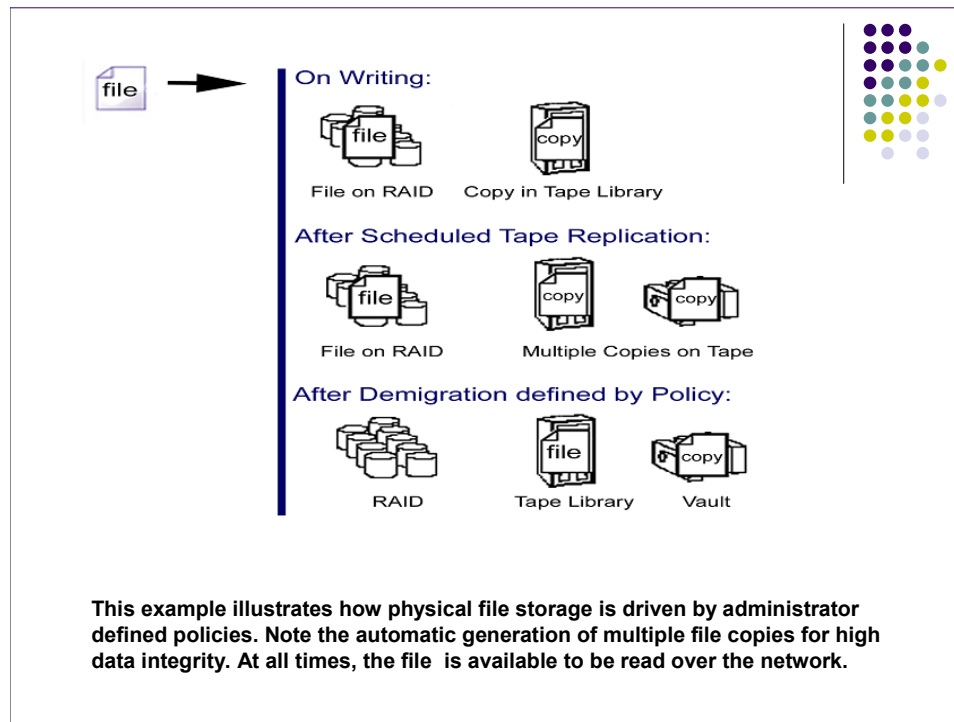 file
On Writing:
file
copy
File on RAID Copy in Tape Library
After Scheduled Tape Replication:
file
copy
copy
File on RAID Multiple Copies on Tape
After Demigration defined by Policy:
file
copy
RAID Tape Library Vault
This example illustrates how physical file storage is driven by administrator
defined policies. Note the automatic generation of multiple file copies for high
data integrity. At all times, the file is available to be read over the network.